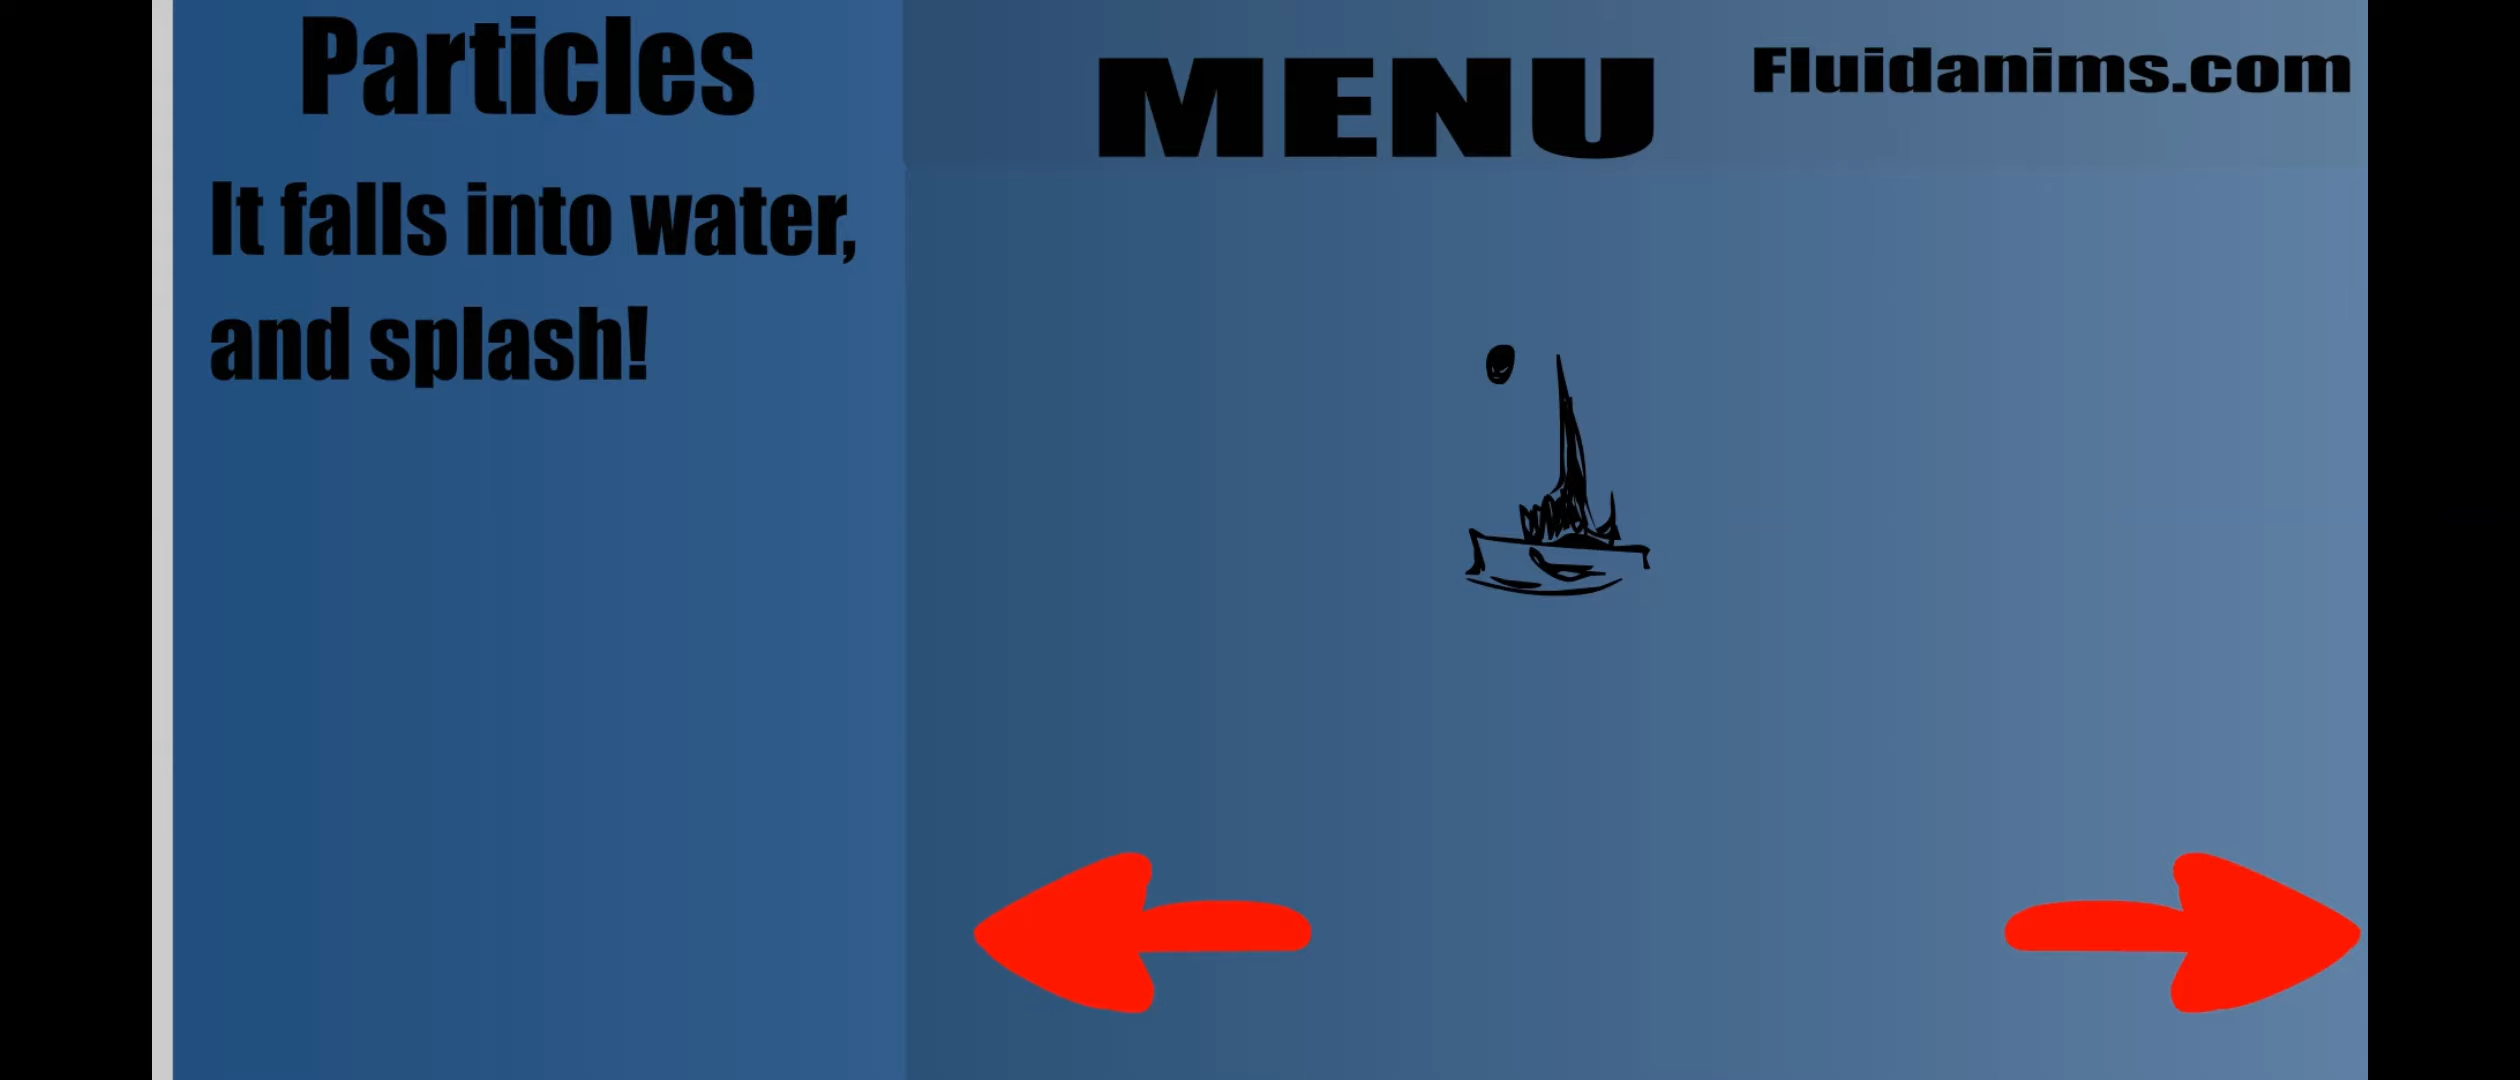 Particles
It falls into water,
and splash!
MENU
Fluidanims.com